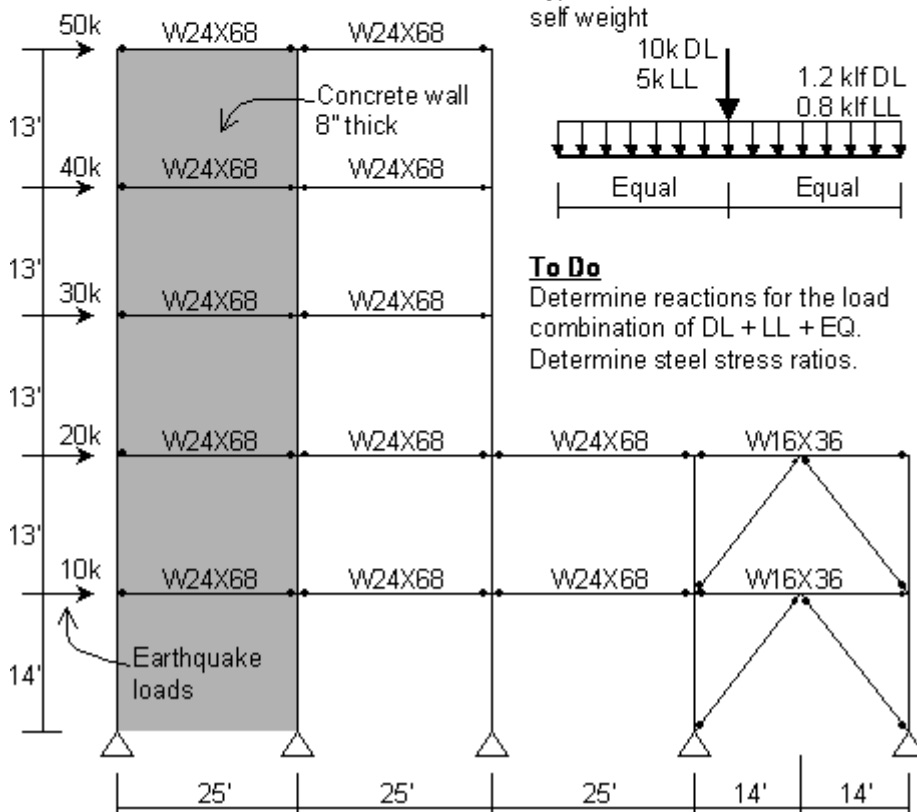 self weight
50k
W24X68
W24X68
10k DL
5k LL
1.2 klf DL
0.8 klf LL
Concrete wall
8" thick
13'
40k
W24X68
W24X68
Equal
Equal
13'
30k
W24X68
W24X68
To Do
Determine reactions for the load
combination of DL + LL + EQ.
Determine steel stress ratios.
13'
20k
W24X68
W24X68
W24X68
W16X36
13'
10k
W24X68
W24X68
W24X68
W16X36
14'
Earthquake
loads
25'
25'
25'
14'
14'